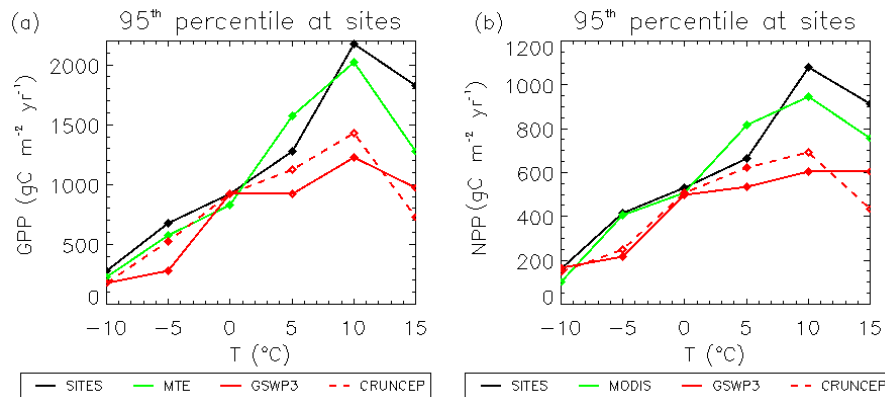 (a) 95th percentile at sites
GPP (gC m⁻² yr⁻¹)
2000
1500
1000
500
0
−10 −5 0 5 10 15
T (°C)
SITES MTE GSWP3 CRUNCEP
(b) 95th percentile at sites
NPP (gC m⁻² yr⁻¹)
1200
1000
800
600
400
200
0
−10 −5 0 5 10 15
T (°C)
SITES MODIS GSWP3 CRUNCEP